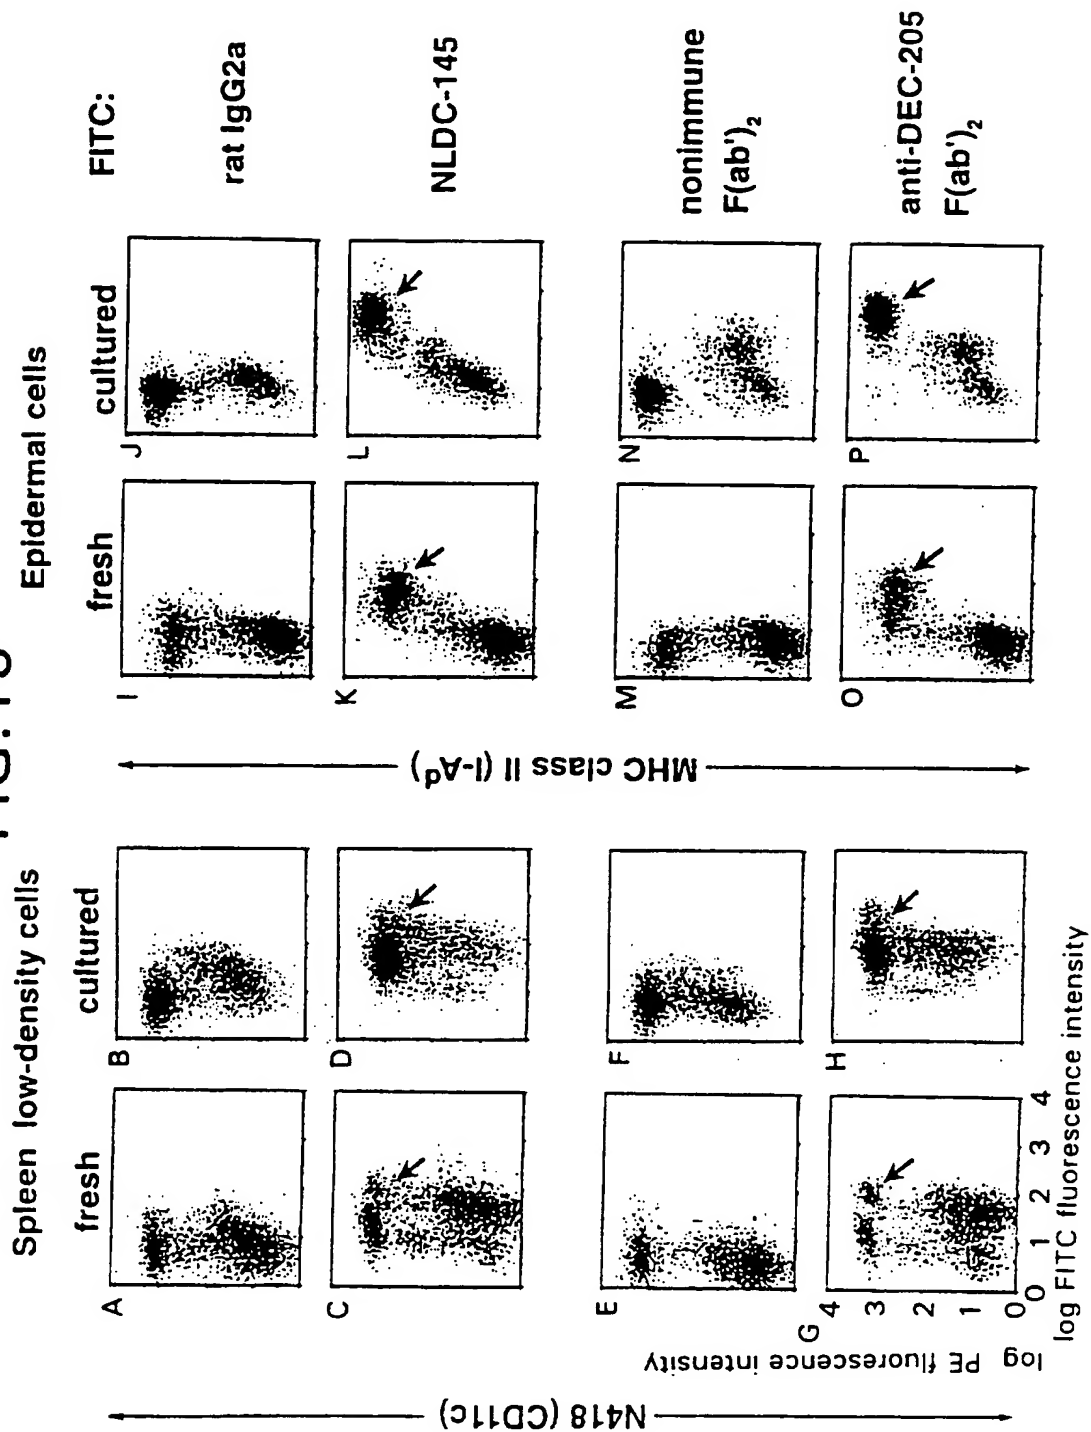 Spleen low-density cells
Epidermal cells
fresh
cultured
fresh
cultured
FITC:
A
B
I
J
rat IgG2a
C
D
K
L
NLDC-145
E
F
M
N
nonimmune
F(ab')2
G
H
O
P
anti-DEC-205
F(ab')2
N418 (CD11c)
MHC class II (I-Ad)
log PE fluorescence intensity
4
3
2
1
0
0 1 2 3 4
log FITC fluorescence intensity